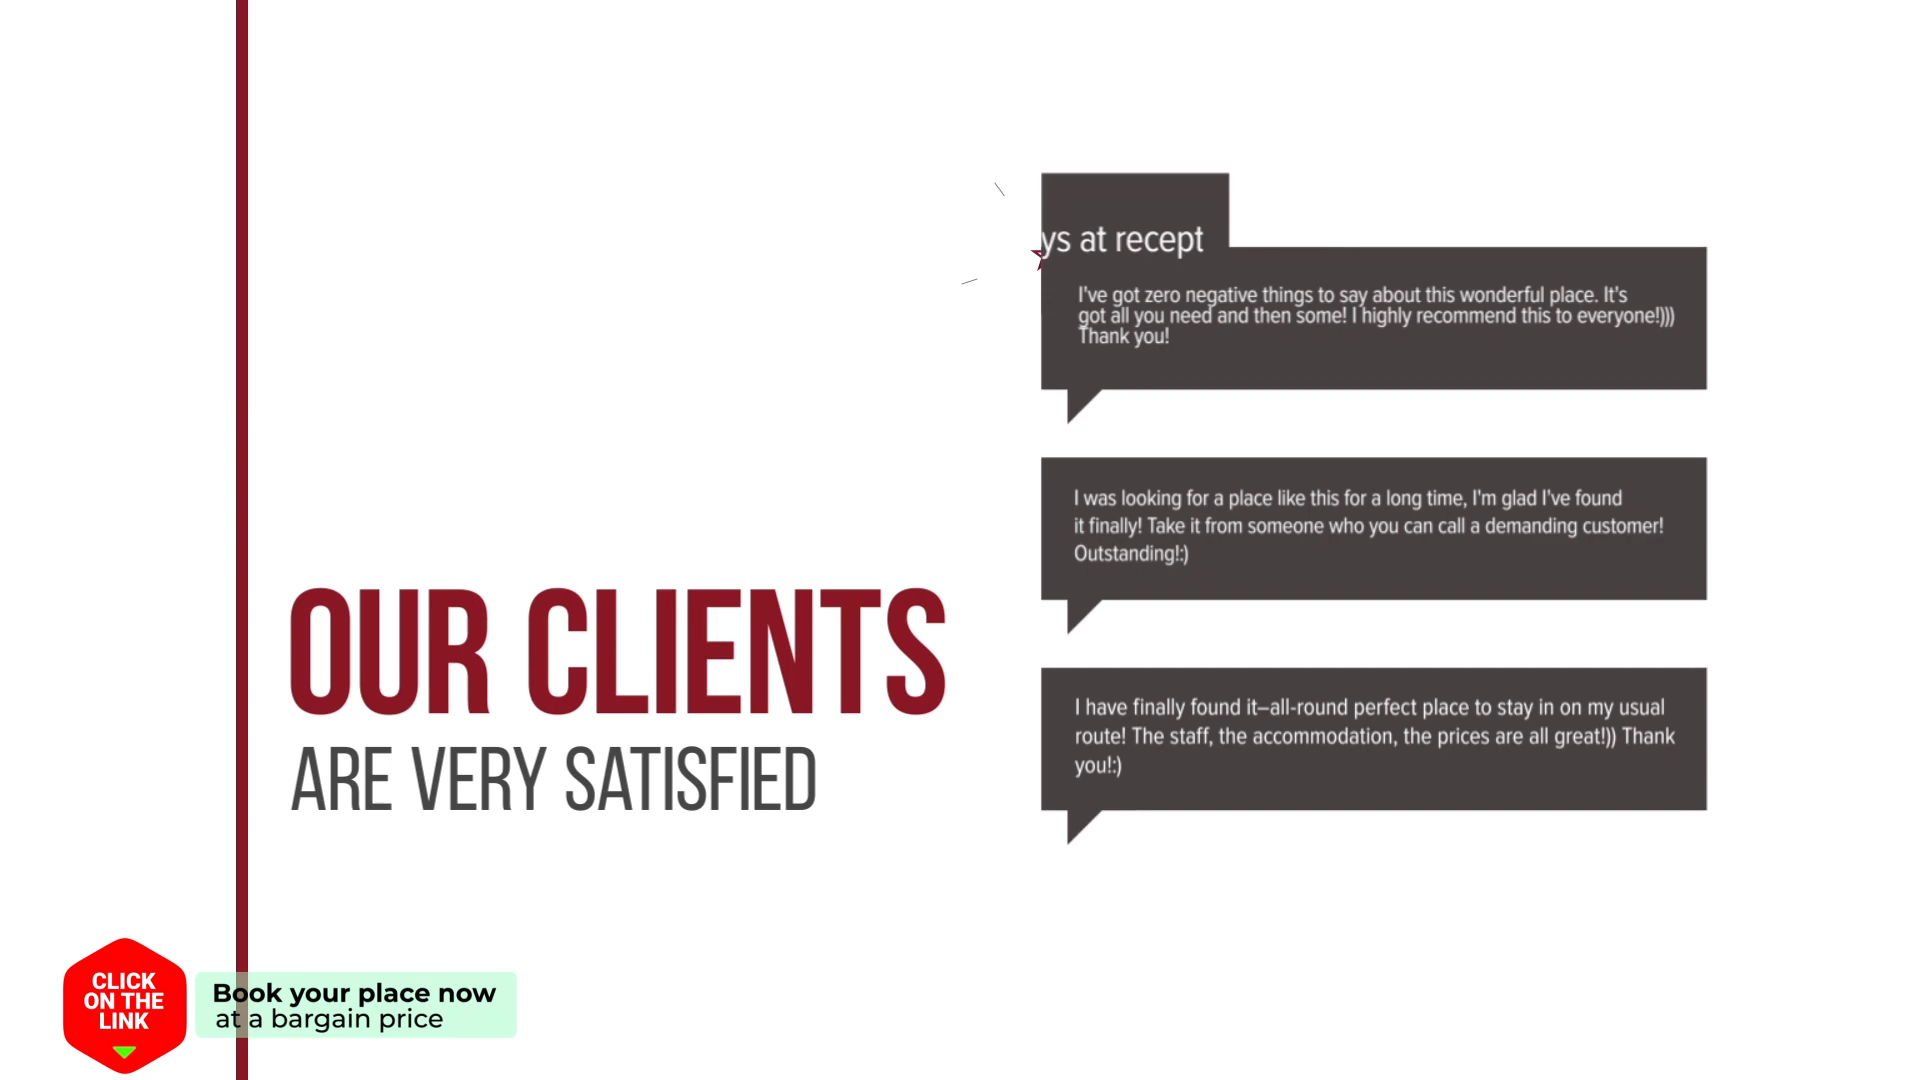 ys at recept
I've got zero negative things to say about this wonderful place. It's
got all you need and then some! I highly recommend this to everyone!)))
Thank you!
I was looking for a place like this for a long time, I'm glad I've found
it finally! Take it from someone who you can call a demanding customer!
Outstanding!:)
OUR CLIENTS
ARE VERY SATISFIED
I have finally found it–all-round perfect place to stay in on my usual
route! The staff, the accommodation, the prices are all great!)) Thank
you!:)
CLICK
ON THE
LINK
Book your place now
at a bargain price